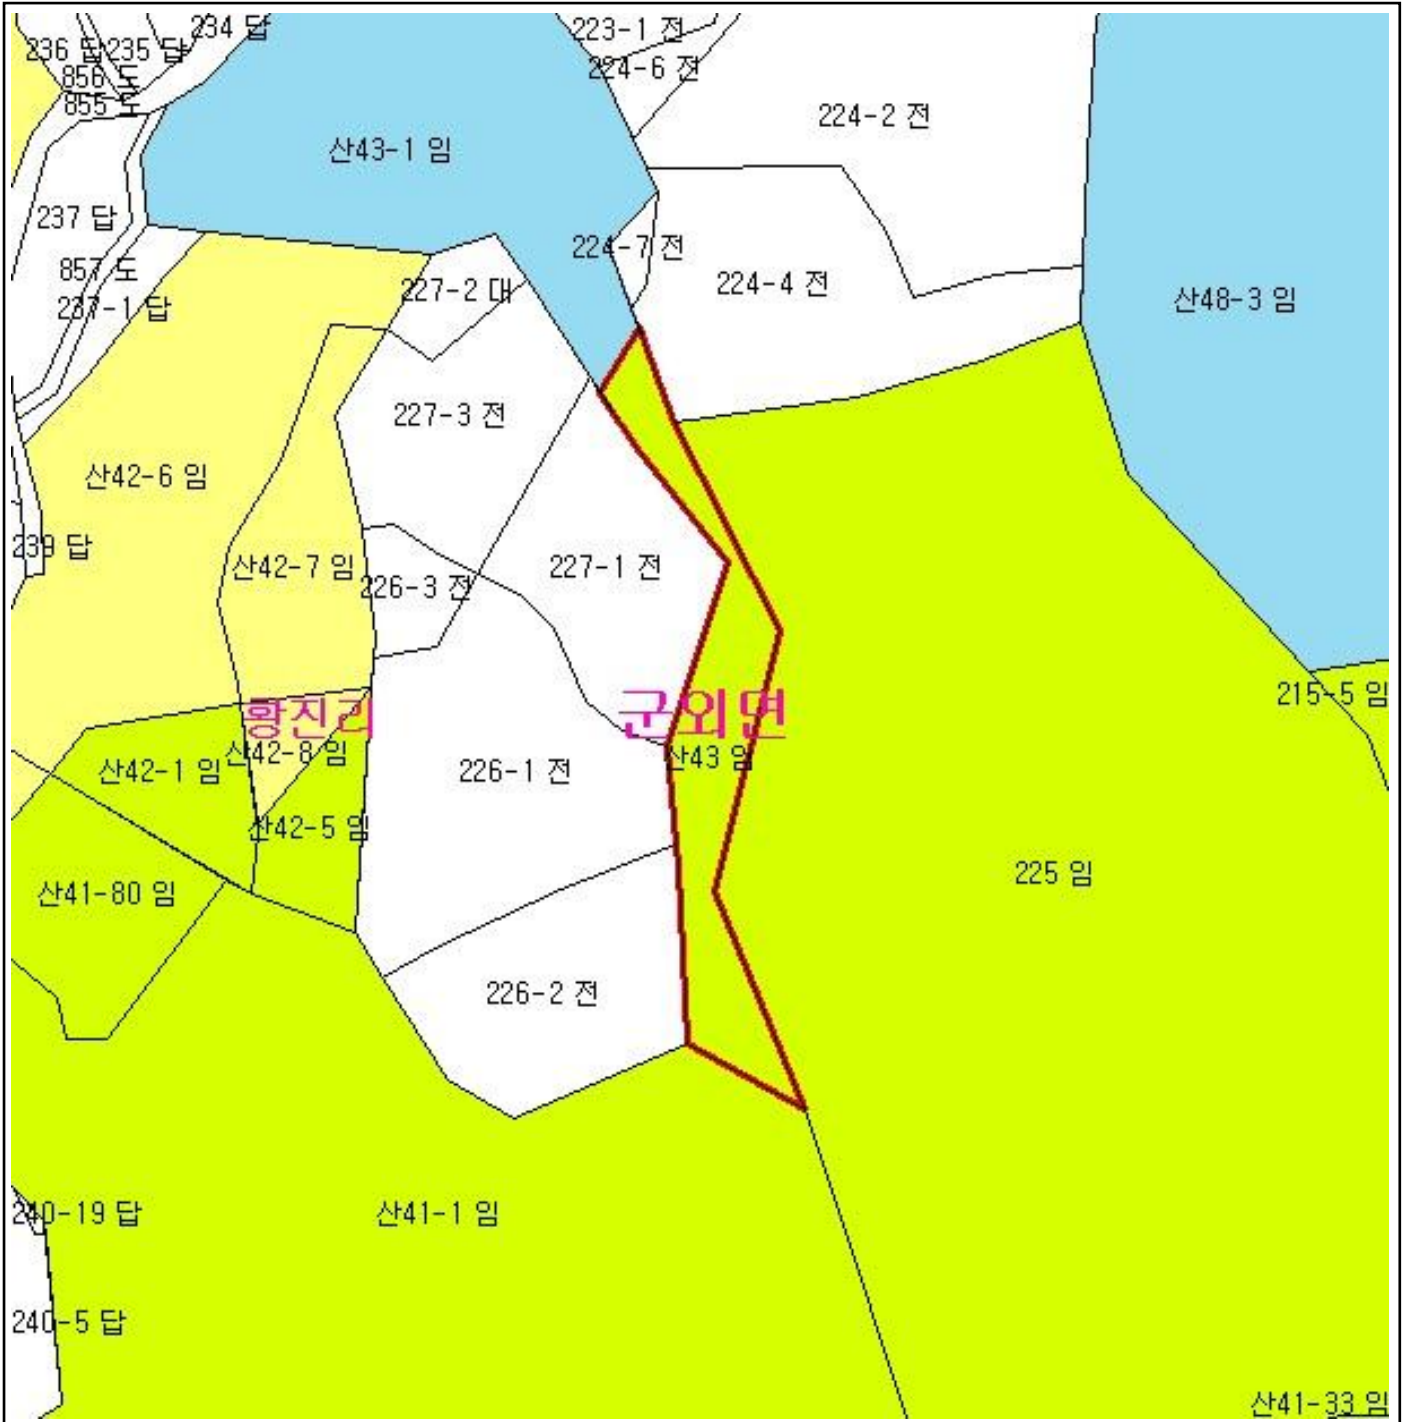 234 답
223-1 전
236 답
235 답
224-6 전
856 도
855 도
224-2 전
산43-1 임
237 답
224-7 전
857 도
224-4 전
227-2 대
산48-3 임
237-1 답
227-3 전
산42-6 임
239 답
산42-7 임
227-1 전
226-3 전
215-5 임
황진리
군외면
산42-8 임
산43 임
산42-1 임
226-1 전
산42-5 임
225 임
산41-80 임
226-2 전
240-19 답
산41-1 임
240-5 답
산41-33 임